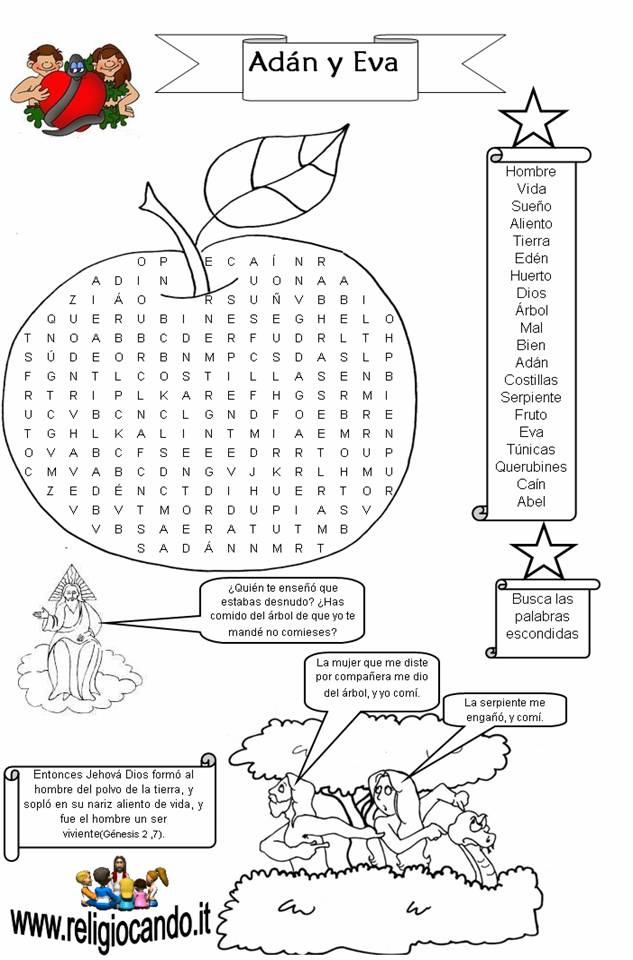 Adán y Eva
O P E C A Í N R
A D I N U O N A A
Z I Á O R S U Ñ V B B I
Q U E R U B I N E S E G H E L O
T N O A B B C D E R F U D R L T H
S Ú D E O R B N M P C S D A S L P
F G N T L C O S T I L L A S E N B
R T R I P L K A R E F H G S R M I
U C V B C N C L G N D F O E B R E
T G H L K A L I N T M I A E M R N
O V A B C F S E E E D R R T O U P
C M V A B C D N G V J K R L H M U
Z E D É N C T D I H U E R T O R
V B V T M O R D U P I A S V
V B S A E R A T U T M B
S A D Á N N M R T
Hombre
Vida
Sueño
Aliento
Tierra
Edén
Huerto
Dios
Árbol
Mal
Bien
Adán
Costillas
Serpiente
Fruto
Eva
Túnicas
Querubines
Caín
Abel
Busca las
palabras
escondidas
¿Quién te enseñó que
estabas desnudo? ¿Has
comido del árbol de que yo te
mandé no comieses?
La mujer que me diste
por compañera me dio
del árbol, y yo comí.
La serpiente me
engañó, y comí.
Entonces Jehová Dios formó al
hombre del polvo de la tierra, y
sopló en su nariz aliento de vida, y
fue el hombre un ser
viviente(Génesis 2 ,7).
www.religiocando.it